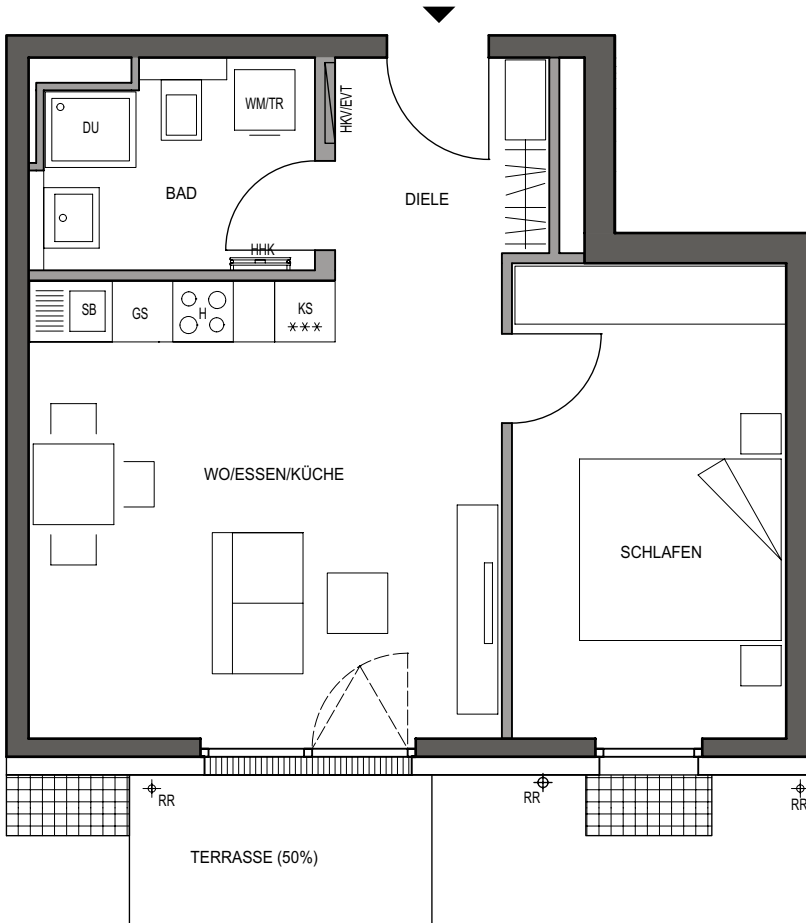 WM/TR
HKV/EVT
DU
BAD
DIELE
HHK
SB
GS
H
KS
***
WO/ESSEN/KÜCHE
SCHLAFEN
RR
RR
RR
TERRASSE (50%)